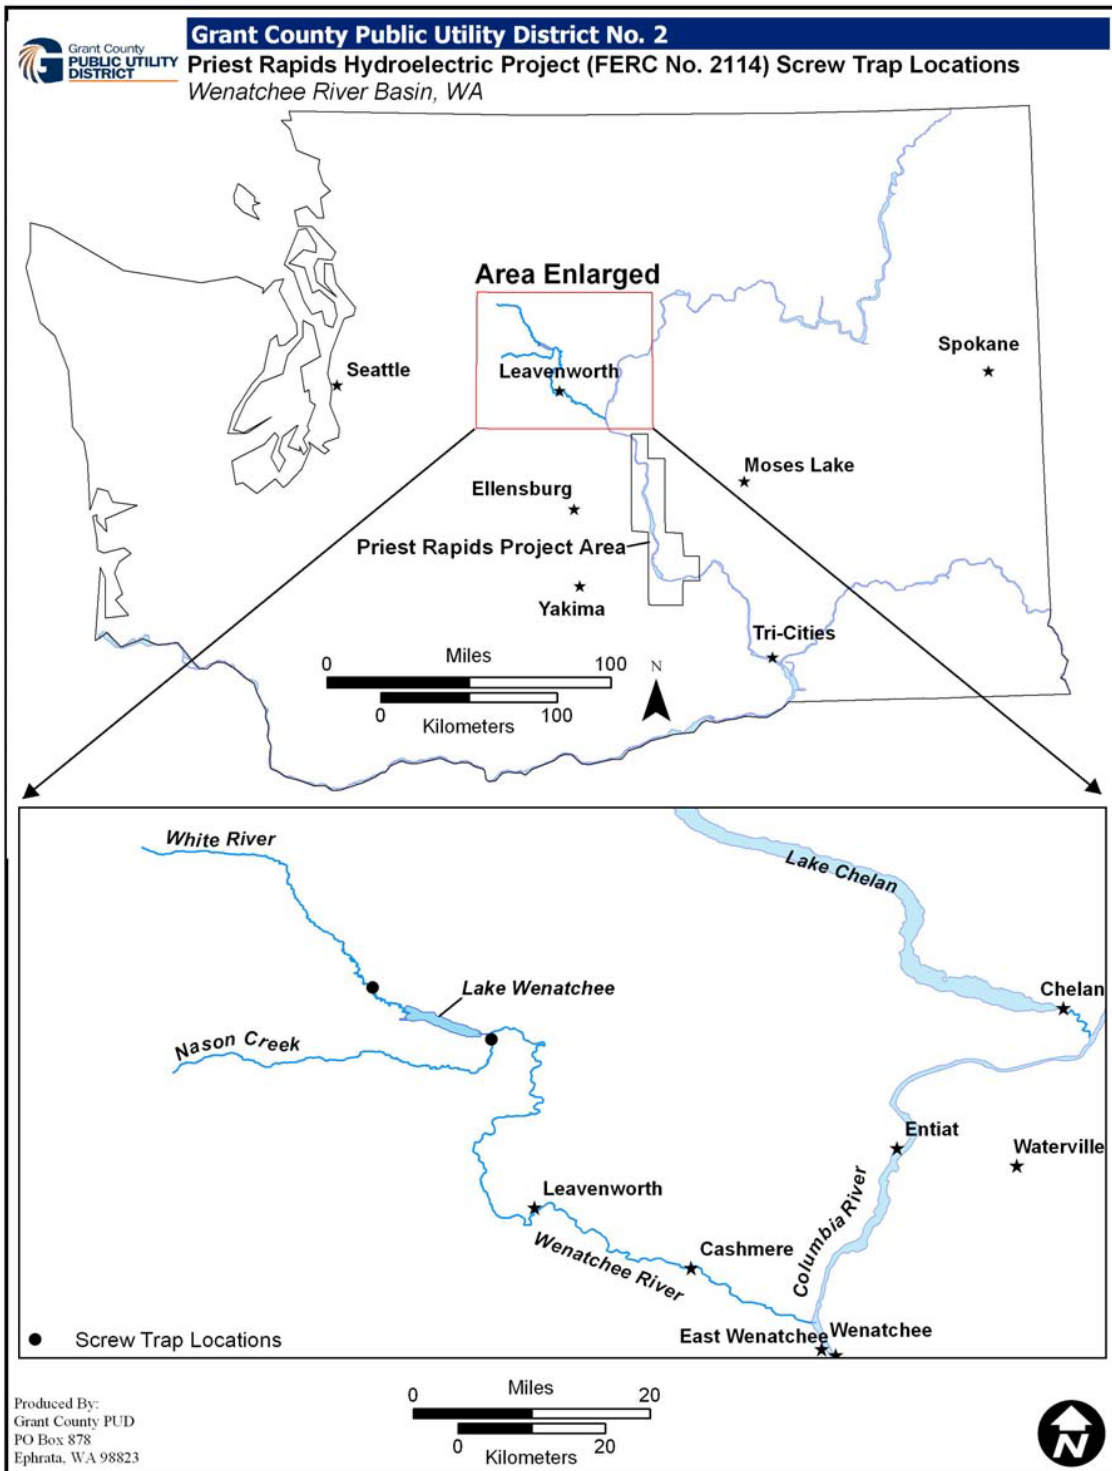 Grant County
PUBLIC UTILITY
DISTRICT
Grant County Public Utility District No. 2
Priest Rapids Hydroelectric Project (FERC No. 2114) Screw Trap Locations
Wenatchee River Basin, WA
Area Enlarged
Seattle
Leavenworth
Spokane
Moses Lake
Ellensburg
Priest Rapids Project Area
Yakima
Tri-Cities
Miles
0 100
N
0 100
Kilometers
White River
Lake Chelan
Lake Wenatchee
Chelan
Nason Creek
Entiat
Waterville
Columbia River
Leavenworth
Wenatchee River
Cashmere
East Wenatchee
Wenatchee
Screw Trap Locations
Produced By:
Grant County PUD
PO Box 878
Ephrata, WA 98823
Miles
0 20
0 20
Kilometers
N